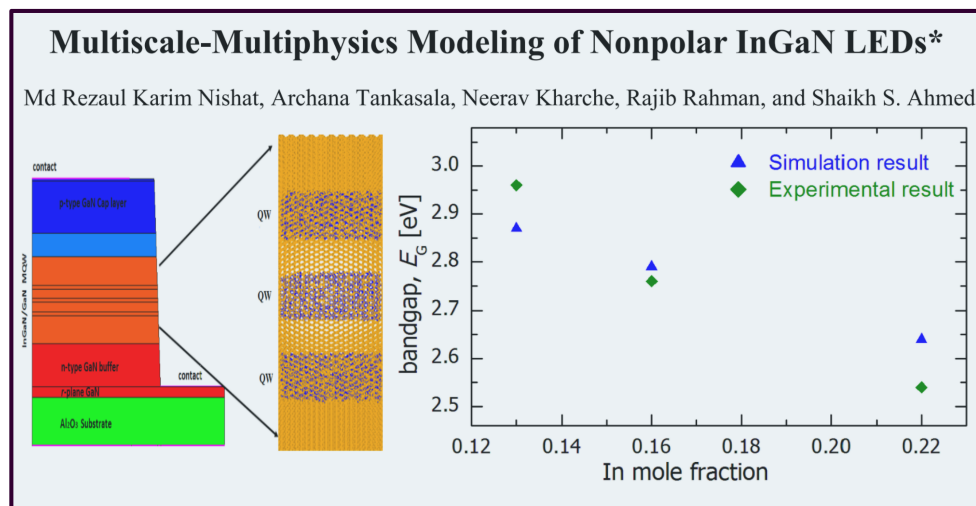 Multiscale-Multiphysics Modeling of Nonpolar InGaN LEDs*
Md Rezaul Karim Nishat, Archana Tankasala, Neerav Kharche, Rajib Rahman, and Shaikh S. Ahmed
contact
p-type GaN Cap layer
InGaN/GaN MQW
n-type GaN buffer
contact
r-plane GaN
Al₂O₃ Substrate
QW
QW
QW
bandgap, E_G [eV]
3.0
2.9
2.8
2.7
2.6
2.5
Simulation result
Experimental result
0.12 0.14 0.16 0.18 0.20 0.22
In mole fraction